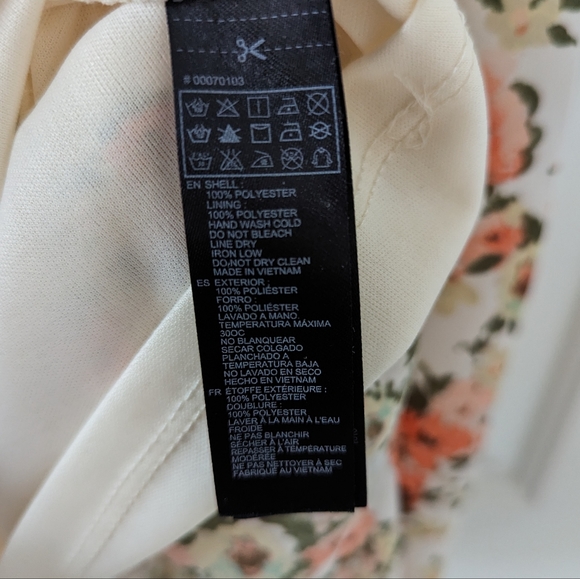 # 00070103
EN SHELL :
100% POLYESTER
LINING :
100% POLYESTER
HAND WASH COLD
DO NOT BLEACH
LINE DRY
IRON LOW
DO NOT DRY CLEAN
MADE IN VIETNAM
ES EXTERIOR :
100% POLIÉSTER
FORRO :
100% POLIÉSTER
LAVADO A MANO
TEMPERATURA MÁXIMA
30OC
NO BLANQUEAR
SECAR COLGADO
PLANCHADO A
TEMPERATURA BAJA
NO LAVADO EN SECO
HECHO EN VIETNAM
FR ÉTOFFE EXTÉRIEURE :
100% POLYESTER
DOUBLURE :
100% POLYESTER
LAVER À LA MAIN À L'EAU
FROIDE
NE PAS BLANCHIR
SÉCHER À L'AIR
REPASSER À TEMPÉRATURE
MODÉRÉE
NE PAS NETTOYER À SEC
FABRIQUÉ AU VIETNAM